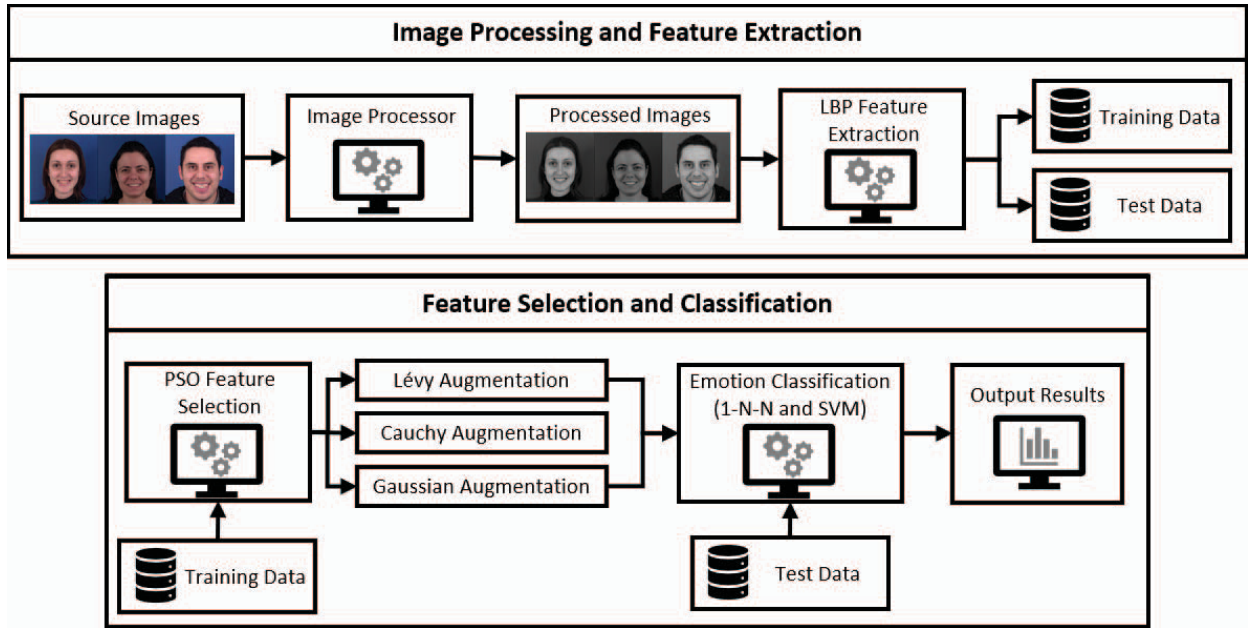 Image Processing and Feature Extraction
Source Images
Image Processor
Processed Images
LBP Feature
Extraction
Training Data
Test Data
Feature Selection and Classification
PSO Feature
Selection
Lévy Augmentation
Cauchy Augmentation
Gaussian Augmentation
Emotion Classification
(1-N-N and SVM)
Output Results
Training Data
Test Data